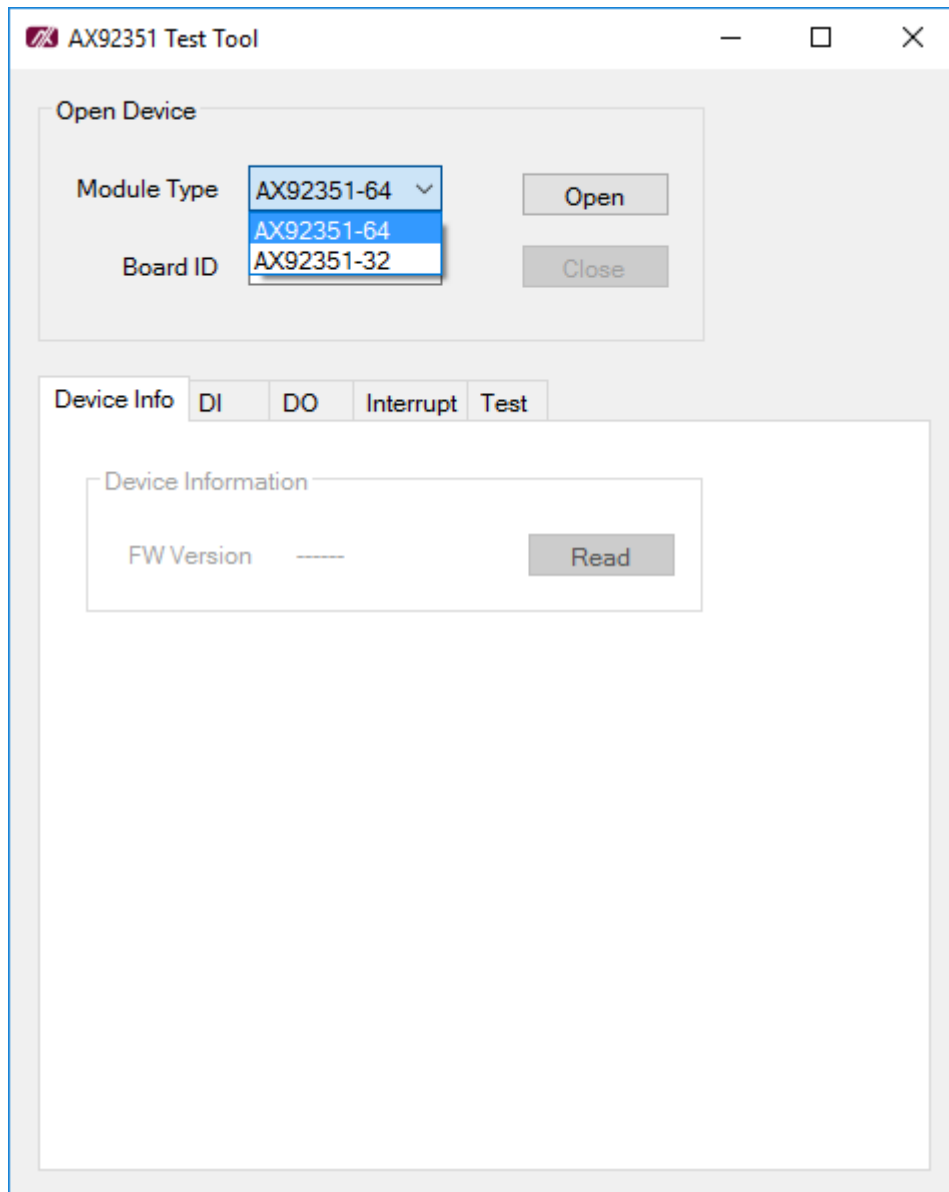 AX92351 Test Tool
Open Device
Module Type AX92351-64 Open
AX92351-64
AX92351-32
Board ID Close
Device Info DI DO Interrupt Test
Device Information
FW Version ------ Read